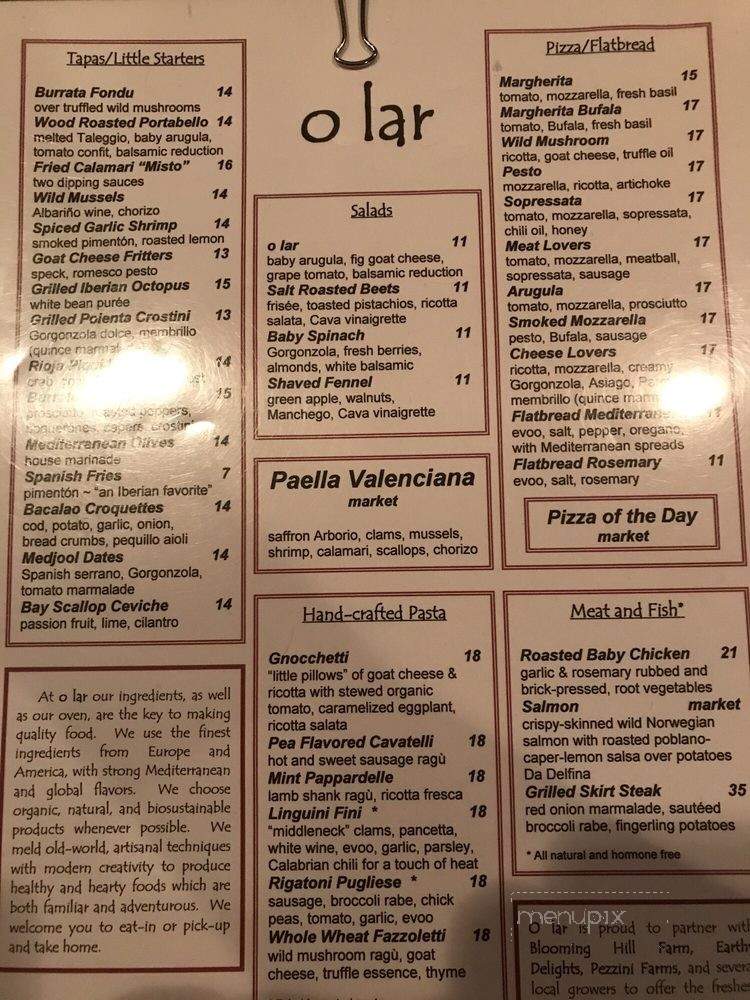 Tapas/Little Starters
Burrata Fondu 14
over truffled wild mushrooms
Wood Roasted Portabello 14
melted Taleggio, baby arugula,
tomato confit, balsamic reduction
Fried Calamari "Misto" 16
two dipping sauces
Wild Mussels 14
Albariño wine, chorizo
Spiced Garlic Shrimp 14
smoked pimentón, roasted lemon
Goat Cheese Fritters 13
speck, romesco pesto
Grilled Iberian Octopus 15
white bean purée
Grilled Polenta Crostini 13
Gorgonzola dolce, membrillo
(quince
Rioja 14
15
prosciutto, roasted peppers,
capers, crostini
Mediterranean Olives 14
house marinade
Spanish Fries 7
pimentón ~ "an Iberian favorite"
Bacalao Croquettes 14
cod, potato, garlic, onion,
bread crumbs, pequillo aioli
Medjool Dates 14
Spanish serrano, Gorgonzola,
tomato marmalade
Bay Scallop Ceviche 14
passion fruit, lime, cilantro
At o lar our ingredients, as well
as our oven, are the key to making
quality food. We use the finest
ingredients from Europe and
America, with strong Mediterranean
and global flavors. We choose
organic, natural, and biosustainable
products whenever possible. We
meld old-world, artisanal techniques
with modern creativity to produce
healthy and hearty foods which are
both familiar and adventurous. We
welcome you to eat-in or pick-up
and take home.
o lar
Salads
o lar 11
baby arugula, fig goat cheese,
grape tomato, balsamic reduction
Salt Roasted Beets 11
frisée, toasted pistachios, ricotta
salata, Cava vinaigrette
Baby Spinach 11
Gorgonzola, fresh berries,
almonds, white balsamic
Shaved Fennel 11
green apple, walnuts,
Manchego, Cava vinaigrette
Paella Valenciana
market
saffron Arborio, clams, mussels,
shrimp, calamari, scallops, chorizo
Hand-crafted Pasta
Gnocchetti 18
"little pillows" of goat cheese &
ricotta with stewed organic
tomato, caramelized eggplant,
ricotta salata
Pea Flavored Cavatelli 18
hot and sweet sausage ragù
Mint Pappardelle 18
lamb shank ragù, ricotta fresca
Linguini Fini * 18
"middleneck" clams, pancetta,
white wine, evoo, garlic, parsley,
Calabrian chili for a touch of heat
Rigatoni Pugliese * 18
sausage, broccoli rabe, chick
peas, tomato, garlic, evoo
Whole Wheat Fazzoletti 18
wild mushroom ragù, goat
cheese, truffle essence, thyme
Pizza/Flatbread
Margherita 15
tomato, mozzarella, fresh basil
Margherita Bufala 17
tomato, Bufala, fresh basil
Wild Mushroom 17
ricotta, goat cheese, truffle oil
Pesto 17
mozzarella, ricotta, artichoke
Sopressata 17
tomato, mozzarella, sopressata,
chili oil, honey
Meat Lovers 17
tomato, mozzarella, meatball,
sopressata, sausage
Arugula 17
tomato, mozzarella, prosciutto
Smoked Mozzarella 17
pesto, Bufala, sausage
Cheese Lovers 17
ricotta, mozzarella, creamy
Gorgonzola, Asiago,
membrillo (quince
Flatbread
evoo, salt, pepper, oregano,
with Mediterranean spreads
Flatbread Rosemary 11
evoo, salt, rosemary
Pizza of the Day
market
Meat and Fish*
Roasted Baby Chicken 21
garlic & rosemary rubbed and
brick-pressed, root vegetables
Salmon market
crispy-skinned wild Norwegian
salmon with roasted poblano-
caper-lemon salsa over potatoes
Da Delfina
Grilled Skirt Steak 35
red onion marmalade, sautéed
broccoli rabe, fingerling potatoes
* All natural and hormone free
menupix
O lar is proud to partner with
Blooming Hill Farm, Earth
Delights, Pezzini Farms, and
local growers to offer the